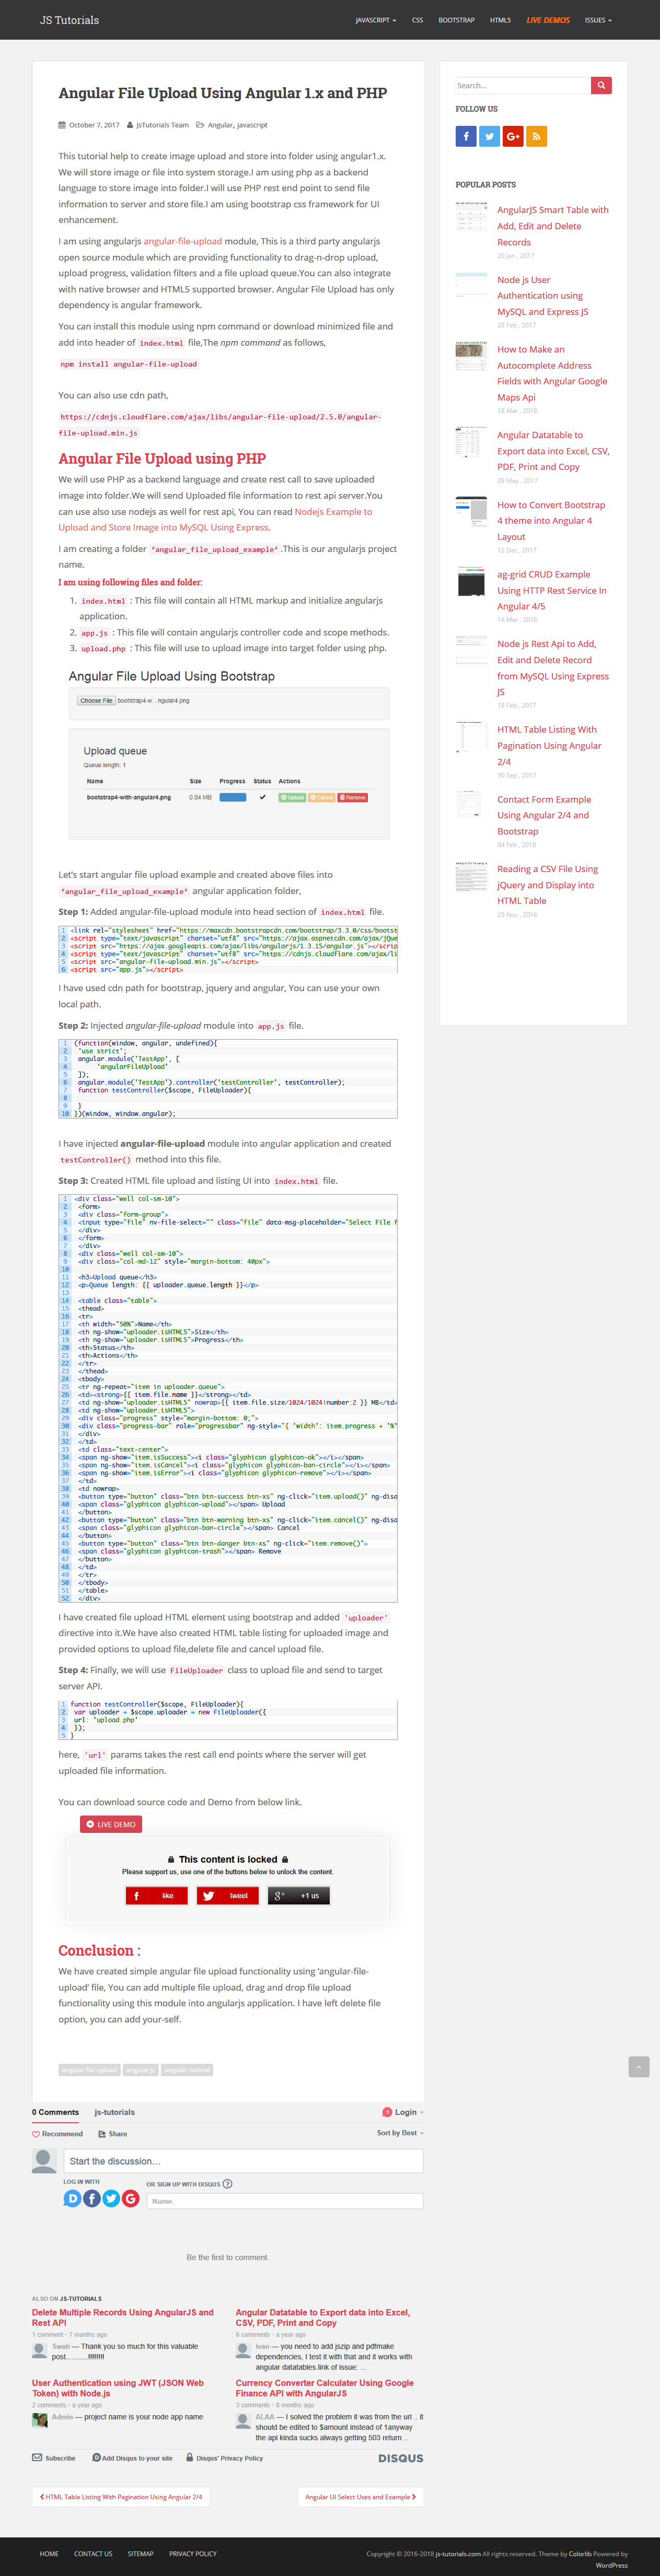 JS Tutorials
JAVASCRIPT
CSS
BOOTSTRAP
HTML5
LIVE DEMOS
ISSUES
Angular File Upload Using Angular 1.x and PHP
October 7, 2017 JsTutorials Team Angular, javascript
This tutorial help to create image upload and store into folder using angular1.x.
We will store image or file into system storage.I am using php as a backend
language to store image into folder.I will use PHP rest end point to send file
information to server and store file.I am using bootstrap css framework for UI
enhancement.
I am using angularjs angular-file-upload module, This is a third party angularjs
open source module which are providing functionality to drag-n-drop upload,
upload progress, validation filters and a file upload queue.You can also integrate
with native browser and HTML5 supported browser. Angular File Upload has only
dependency is angular framework.
You can install this module using npm command or download minimized file and
add into header of index.html file,The npm command as follows,
npm install angular-file-upload
You can also use cdn path,
https://cdnjs.cloudflare.com/ajax/libs/angular-file-upload/2.5.0/angular-
file-upload.min.js
Angular File Upload using PHP
We will use PHP as a backend language and create rest call to save uploaded
image into folder.We will send Uploaded file information to rest api server.You
can use also use nodejs as well for rest api, You can read Nodejs Example to
Upload and Store Image into MySQL Using Express.
I am creating a folder ‘angular_file_upload_example’ .This is our angularjs project
name.
I am using following files and folder:
1. index.html : This file will contain all HTML markup and initialize angularjs
application.
2. app.js : This file will contain angularjs controller code and scope methods.
3. upload.php : This file will use to upload image into target folder using php.
Angular File Upload Using Bootstrap
Choose File bootstrap4-w... ngular4.png
Upload queue
Queue length: 1
Name Size Progress Status Actions
bootstrap4-with-angular4.png 0.04 MB Upload Cancel Remove
Let’s start angular file upload example and created above files into
‘angular_file_upload_example’ angular application folder,
Step 1: Added angular-file-upload module into head section of index.html file.
1 <link rel="stylesheet" href="https://maxcdn.bootstrapcdn.com/bootstrap/3.3.0/css/bootst
2 <script type="text/javascript" charset="utf8" src="https://ajax.aspnetcdn.com/ajax/jQue
3 <script src="https://ajax.googleapis.com/ajax/libs/angularjs/1.3.15/angular.js"></scrip
4 <script type="text/javascript" charset="utf8" src="https://cdnjs.cloudflare.com/ajax/li
5 <script src="angular-file-upload.min.js"></script>
6 <script src="app.js"></script>
I have used cdn path for bootstrap, jquery and angular, You can use your own
local path.
Step 2: Injected angular-file-upload module into app.js file.
1 (function(window, angular, undefined){
2 'use strict';
3 angular.module('TestApp', [
4 'angularFileUpload'
5 ]);
6 angular.module('TestApp').controller('testController', testController);
7 function testController($scope, FileUploader){
8
9 }
10 })(window, window.angular);
I have injected angular-file-upload module into angular application and created
testController() method into this file.
Step 3: Created HTML file upload and listing UI into index.html file.
1 <div class="well col-sm-10">
2 <form>
3 <div class="form-group">
4 <input type="file" nv-file-select="" class="file" data-msg-placeholder="Select File f
5 </div>
6 </form>
7 </div>
8 <div class="well col-sm-10">
9 <div class="col-md-12" style="margin-bottom: 40px">
10
11 <h3>Upload queue</h3>
12 <p>Queue length: {{ uploader.queue.length }}</p>
13
14 <table class="table">
15 <thead>
16 <tr>
17 <th width="50%">Name</th>
18 <th ng-show="uploader.isHTML5">Size</th>
19 <th ng-show="uploader.isHTML5">Progress</th>
20 <th>Status</th>
21 <th>Actions</th>
22 </tr>
23 </thead>
24 <tbody>
25 <tr ng-repeat="item in uploader.queue">
26 <td><strong>{{ item.file.name }}</strong></td>
27 <td ng-show="uploader.isHTML5" nowrap>{{ item.file.size/1024/1024|number:2 }} MB</td>
28 <td ng-show="uploader.isHTML5">
29 <div class="progress" style="margin-bottom: 0;">
30 <div class="progress-bar" role="progressbar" ng-style="{ 'width': item.progress + '%'
31 </div>
32 </td>
33 <td class="text-center">
34 <span ng-show="item.isSuccess"><i class="glyphicon glyphicon-ok"></i></span>
35 <span ng-show="item.isCancel"><i class="glyphicon glyphicon-ban-circle"></i></span>
36 <span ng-show="item.isError"><i class="glyphicon glyphicon-remove"></i></span>
37 </td>
38 <td nowrap>
39 <button type="button" class="btn btn-success btn-xs" ng-click="item.upload()" ng-disa
40 <span class="glyphicon glyphicon-upload"></span> Upload
41 </button>
42 <button type="button" class="btn btn-warning btn-xs" ng-click="item.cancel()" ng-disa
43 <span class="glyphicon glyphicon-ban-circle"></span> Cancel
44 </button>
45 <button type="button" class="btn btn-danger btn-xs" ng-click="item.remove()">
46 <span class="glyphicon glyphicon-trash"></span> Remove
47 </button>
48 </td>
49 </tr>
50 </tbody>
51 </table>
52 </div>
I have created file upload HTML element using bootstrap and added 'uploader'
directive into it.We have also created HTML table listing for uploaded image and
provided options to upload file,delete file and cancel upload file.
Step 4: Finally, we will use FileUploader class to upload file and send to target
server API.
1 function testController($scope, FileUploader){
2 var uploader = $scope.uploader = new FileUploader({
3 url: 'upload.php'
4 });
5 }
here, 'url' params takes the rest call end points where the server will get
uploaded file information.
You can download source code and Demo from below link.
LIVE DEMO
This content is locked
Please support us, use one of the buttons below to unlock the content.
like
tweet
+1 us
Conclusion :
We have created simple angular file upload functionality using ‘angular-file-
upload’ file, You can add multiple file upload, drag and drop file upload
functionality using this module into angularjs application. I have left delete file
option, you can add your-self.
angular file upload angular js angular tutorial
Search...
FOLLOW US
POPULAR POSTS
AngularJS Smart Table with
Add, Edit and Delete
Records
20 Jan , 2017
Node js User
Authentication using
MySQL and Express JS
28 Feb , 2017
How to Make an
Autocomplete Address
Fields with Angular Google
Maps Api
18 Mar , 2018
Angular Datatable to
Export data into Excel, CSV,
PDF, Print and Copy
09 May , 2017
How to Convert Bootstrap
4 theme into Angular 4
Layout
12 Dec , 2017
ag-grid CRUD Example
Using HTTP Rest Service In
Angular 4/5
14 Mar , 2018
Node js Rest Api to Add,
Edit and Delete Record
from MySQL Using Express
JS
18 Feb , 2017
HTML Table Listing With
Pagination Using Angular
2/4
30 Sep , 2017
Contact Form Example
Using Angular 2/4 and
Bootstrap
04 Feb , 2018
Reading a CSV File Using
jQuery and Display into
HTML Table
29 Nov , 2016
0 Comments js-tutorials Login
Recommend Share Sort by Best
Start the discussion...
LOG IN WITH
OR SIGN UP WITH DISQUS ?
Name
Be the first to comment.
ALSO ON JS-TUTORIALS
Delete Multiple Records Using AngularJS and
Rest API
1 comment • 7 months ago
Swati — Thank you so much for this valuable
post...........!!!!!!!!!
Angular Datatable to Export data into Excel,
CSV, PDF, Print and Copy
6 comments • a year ago
ivan — you need to add jszip and pdfmake
dependencies, I test it with that and it works with
angular datatables.link of issue: ...
User Authentication using JWT (JSON Web
Token) with Node.js
2 comments • a year ago
Admin — project name is your node app name
Currency Converter Calculater Using Google
Finance API with AngularJS
3 comments • 8 months ago
ALAA — I solved the problem it was from the url .. it
should be edited to $amount instead of 1anyway
the api kinda sucks always getting 503 return ..
Subscribe Add Disqus to your site Disqus' Privacy Policy DISQUS
HTML Table Listing With Pagination Using Angular 2/4
Angular UI Select Uses and Example
HOME CONTACT US SITEMAP PRIVACY POLICY
Copyright © 2016-2018 js-tutorials.com All rights reserved. Theme by Colorlib Powered by
WordPress